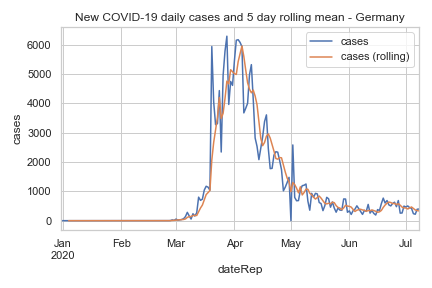 New COVID-19 daily cases and 5 day rolling mean - Germany
cases
cases (rolling)
cases
6000
5000
4000
3000
2000
1000
0
Jan
2020
Feb
Mar
Apr
May
Jun
Jul
dateRep